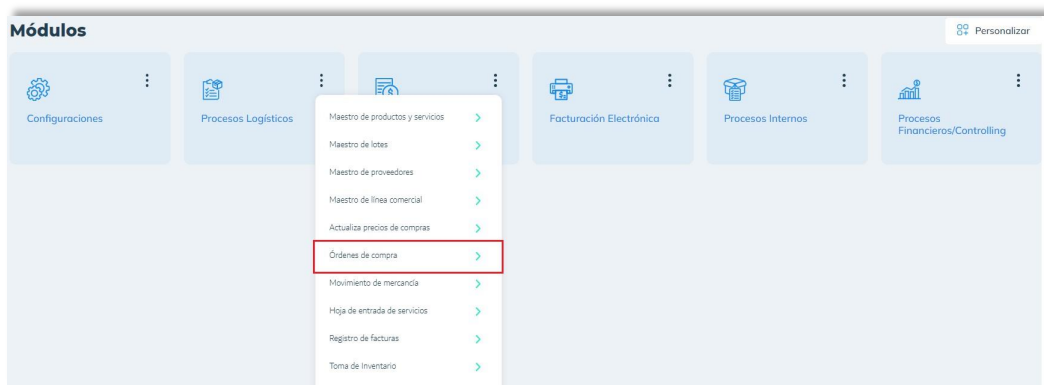 Módulos
Personalizar
Configuraciones
Procesos Logísticos
Facturación Electrónica
Procesos Internos
Procesos
Financieros/Controlling
Maestro de productos y servicios
Maestro de lotes
Maestro de proveedores
Maestro de línea comercial
Actualiza precios de compras
Órdenes de compra
Movimiento de mercancía
Hoja de entrada de servicios
Registro de facturas
Toma de Inventario